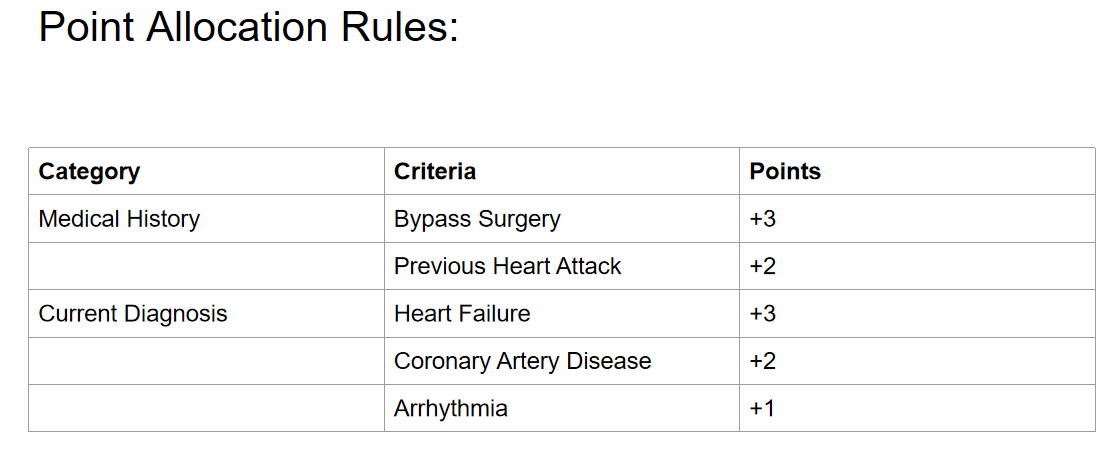 Point Allocation Rules:
Category Criteria Points
Medical History Bypass Surgery +3
Previous Heart Attack +2
Current Diagnosis Heart Failure +3
Coronary Artery Disease +2
Arrhythmia +1